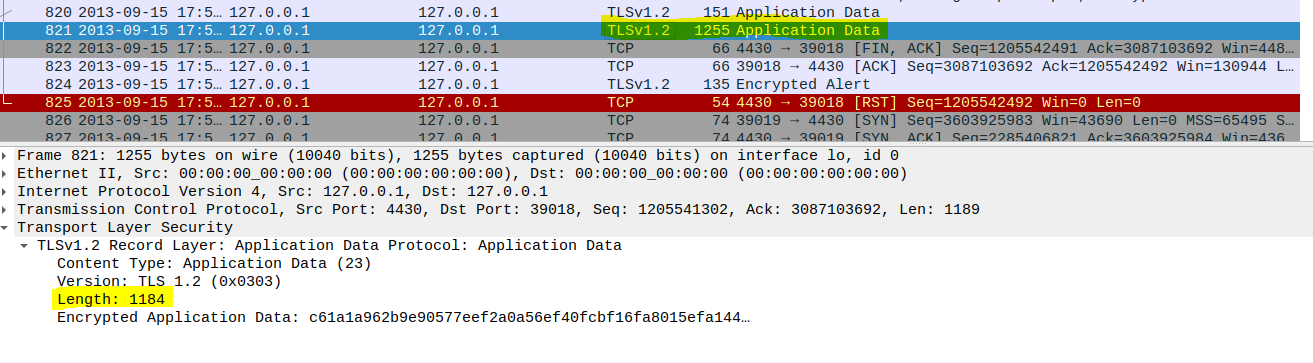 820 2013-09-15 17:5… 127.0.0.1 127.0.0.1 TLSv1.2 151 Application Data
821 2013-09-15 17:5… 127.0.0.1 127.0.0.1 TLSv1.2 1255 Application Data
822 2013-09-15 17:5… 127.0.0.1 127.0.0.1 TCP 66 4430 → 39018 [FIN, ACK] Seq=1205542491 Ack=3087103692 Win=448…
823 2013-09-15 17:5… 127.0.0.1 127.0.0.1 TCP 66 39018 → 4430 [ACK] Seq=3087103692 Ack=1205542492 Win=130944 L…
824 2013-09-15 17:5… 127.0.0.1 127.0.0.1 TLSv1.2 135 Encrypted Alert
825 2013-09-15 17:5… 127.0.0.1 127.0.0.1 TCP 54 4430 → 39018 [RST] Seq=1205542492 Win=0 Len=0
826 2013-09-15 17:5… 127.0.0.1 127.0.0.1 TCP 74 39019 → 4430 [SYN] Seq=3603925983 Win=43690 Len=0 MSS=65495 S…
827 2013-09-15 17:5… 127.0.0.1 127.0.0.1 TCP 74 4430 → 39019 [SYN, ACK] Seq=2285406821 Ack=3603925984 Win=436…
Frame 821: 1255 bytes on wire (10040 bits), 1255 bytes captured (10040 bits) on interface lo, id 0
Ethernet II, Src: 00:00:00_00:00:00 (00:00:00:00:00:00), Dst: 00:00:00_00:00:00 (00:00:00:00:00:00)
Internet Protocol Version 4, Src: 127.0.0.1, Dst: 127.0.0.1
Transmission Control Protocol, Src Port: 4430, Dst Port: 39018, Seq: 1205541302, Ack: 3087103692, Len: 1189
Transport Layer Security
TLSv1.2 Record Layer: Application Data Protocol: Application Data
Content Type: Application Data (23)
Version: TLS 1.2 (0x0303)
Length: 1184
Encrypted Application Data: c61a1a962b9e90577eef2a0a56ef40fcbf16fa8015efa144…